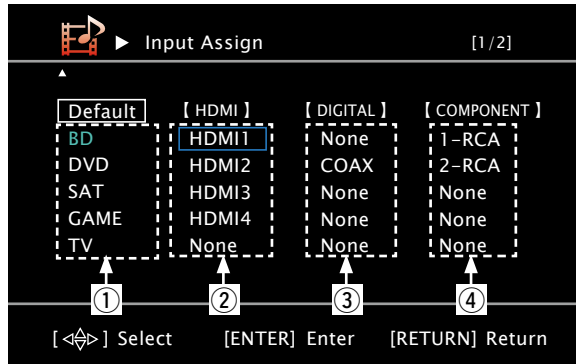 ▶ Input Assign [1/2]
▲
Default 【 HDMI 】 【 DIGITAL 】 【 COMPONENT 】
BD HDMI1 None 1-RCA
DVD HDMI2 COAX 2-RCA
SAT HDMI3 None None
GAME HDMI4 None None
TV None None None
① ② ③ ④
[◁△▽▷] Select [ENTER] Enter [RETURN] Return